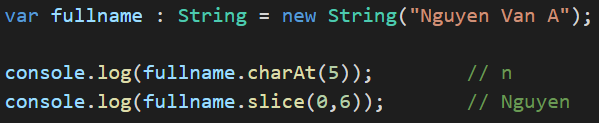 var fullname : String = new String("Nguyen Van A");
console.log(fullname.charAt(5)); // n
console.log(fullname.slice(0,6)); // Nguyen